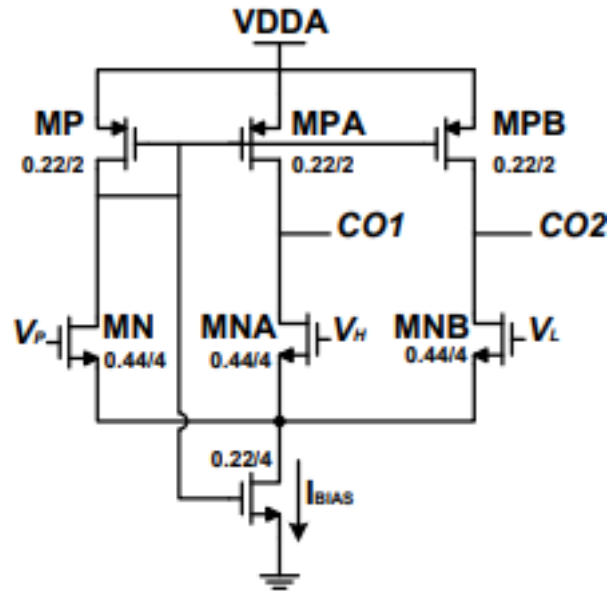 VDDA
MP MPA MPB
0.22/2 0.22/2 0.22/2
CO1 CO2
VP MN MNA VH MNB VL
0.44/4 0.44/4 0.44/4
0.22/4
IBIAS